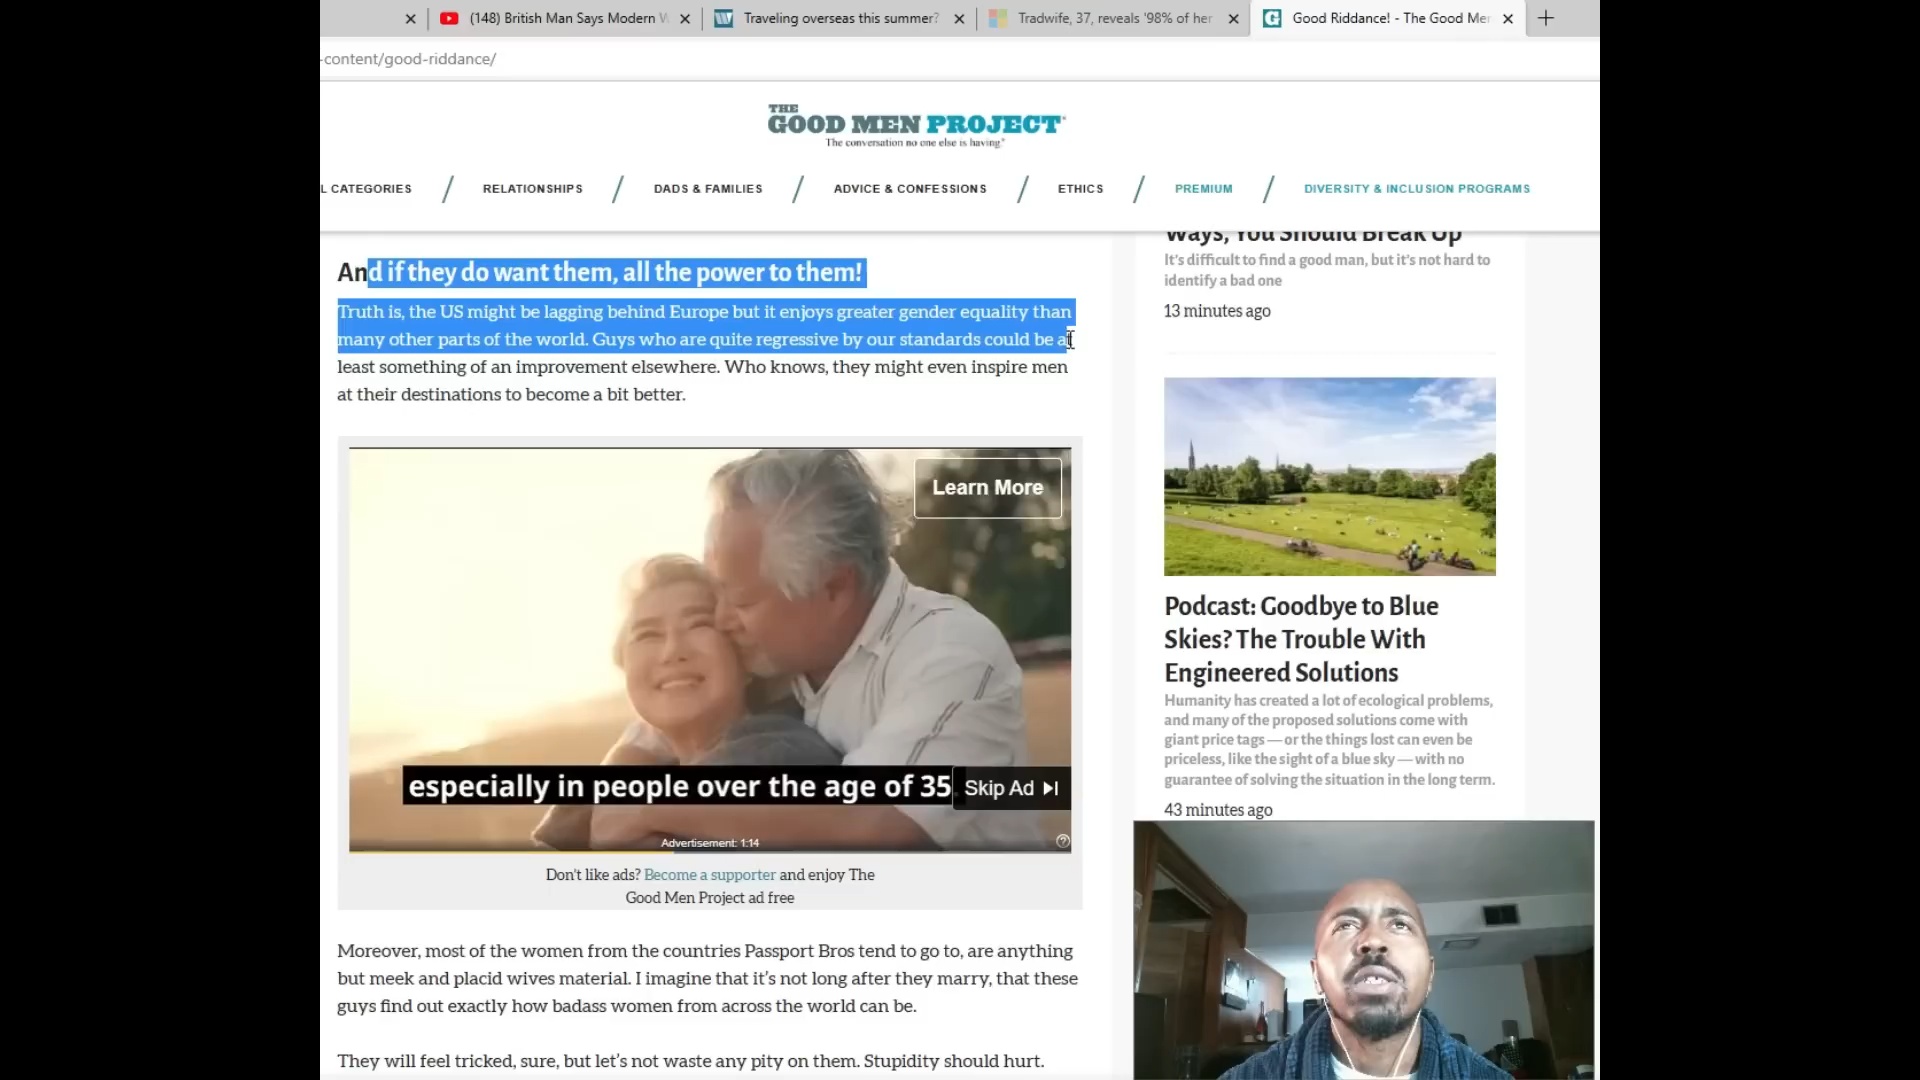 (148) British Man Says Modern W
Traveling overseas this summer?
Tradwife, 37, reveals '98% of her
Good Riddance! - The Good Mer
-content/good-riddance/
THE
GOOD MEN PROJECT
The conversation no one else is having.
L CATEGORIES / RELATIONSHIPS / DADS & FAMILIES / ADVICE & CONFESSIONS / ETHICS / PREMIUM / DIVERSITY & INCLUSION PROGRAMS
And if they do want them, all the power to them!
Truth is, the US might be lagging behind Europe but it enjoys greater gender equality than
many other parts of the world. Guys who are quite regressive by our standards could be at
least something of an improvement elsewhere. Who knows, they might even inspire men
at their destinations to become a bit better.
Learn More
especially in people over the age of 35
Skip Ad
Advertisement: 1:14
Don't like ads? Become a supporter and enjoy The
Good Men Project ad free
Moreover, most of the women from the countries Passport Bros tend to go to, are anything
but meek and placid wives material. I imagine that it's not long after they marry, that these
guys find out exactly how badass women from across the world can be.
They will feel tricked, sure, but let's not waste any pity on them. Stupidity should hurt.
Ways, You Should Break Up
It's difficult to find a good man, but it's not hard to
identify a bad one
13 minutes ago
Podcast: Goodbye to Blue
Skies? The Trouble With
Engineered Solutions
Humanity has created a lot of ecological problems,
and many of the proposed solutions come with
giant price tags — or the things lost can even be
priceless, like the sight of a blue sky — with no
guarantee of solving the situation in the long term.
43 minutes ago